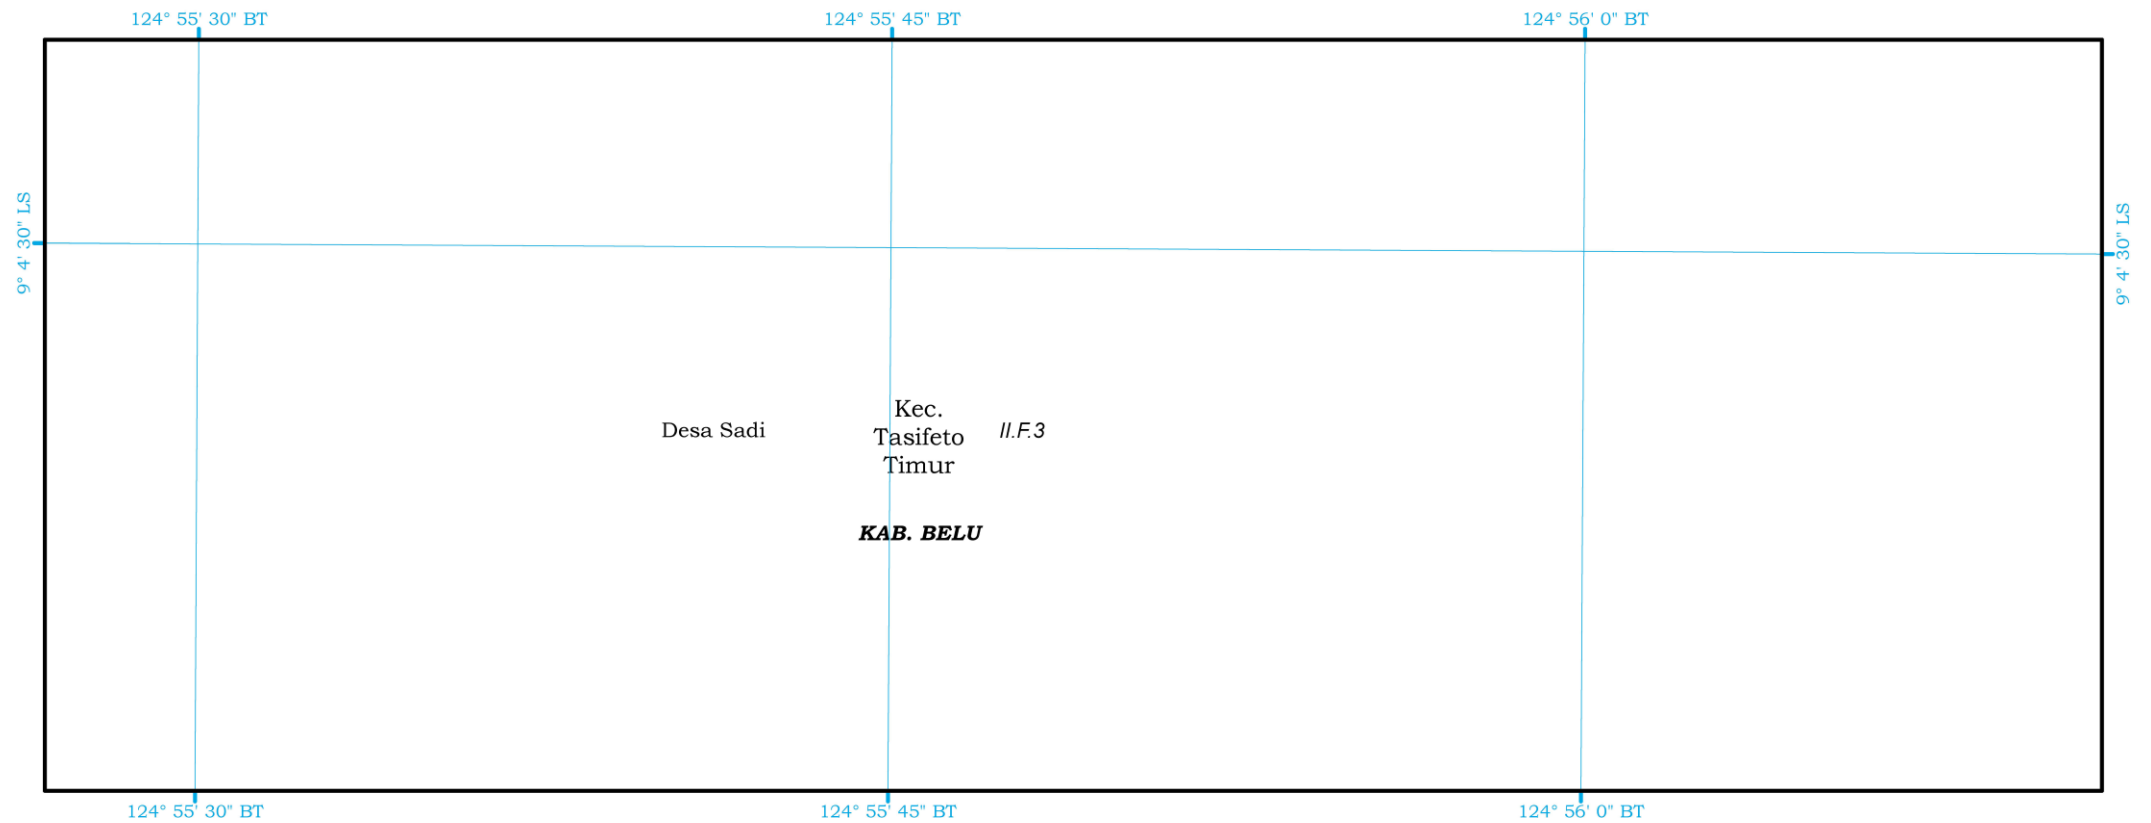 124° 55' 30" BT
124° 55' 45" BT
124° 56' 0" BT
9° 4' 30" LS
9° 4' 30" LS
Desa Sadi
Kec.
Tasifeto
Timur
II.F.3
KAB. BELU
124° 55' 30" BT
124° 55' 45" BT
124° 56' 0" BT